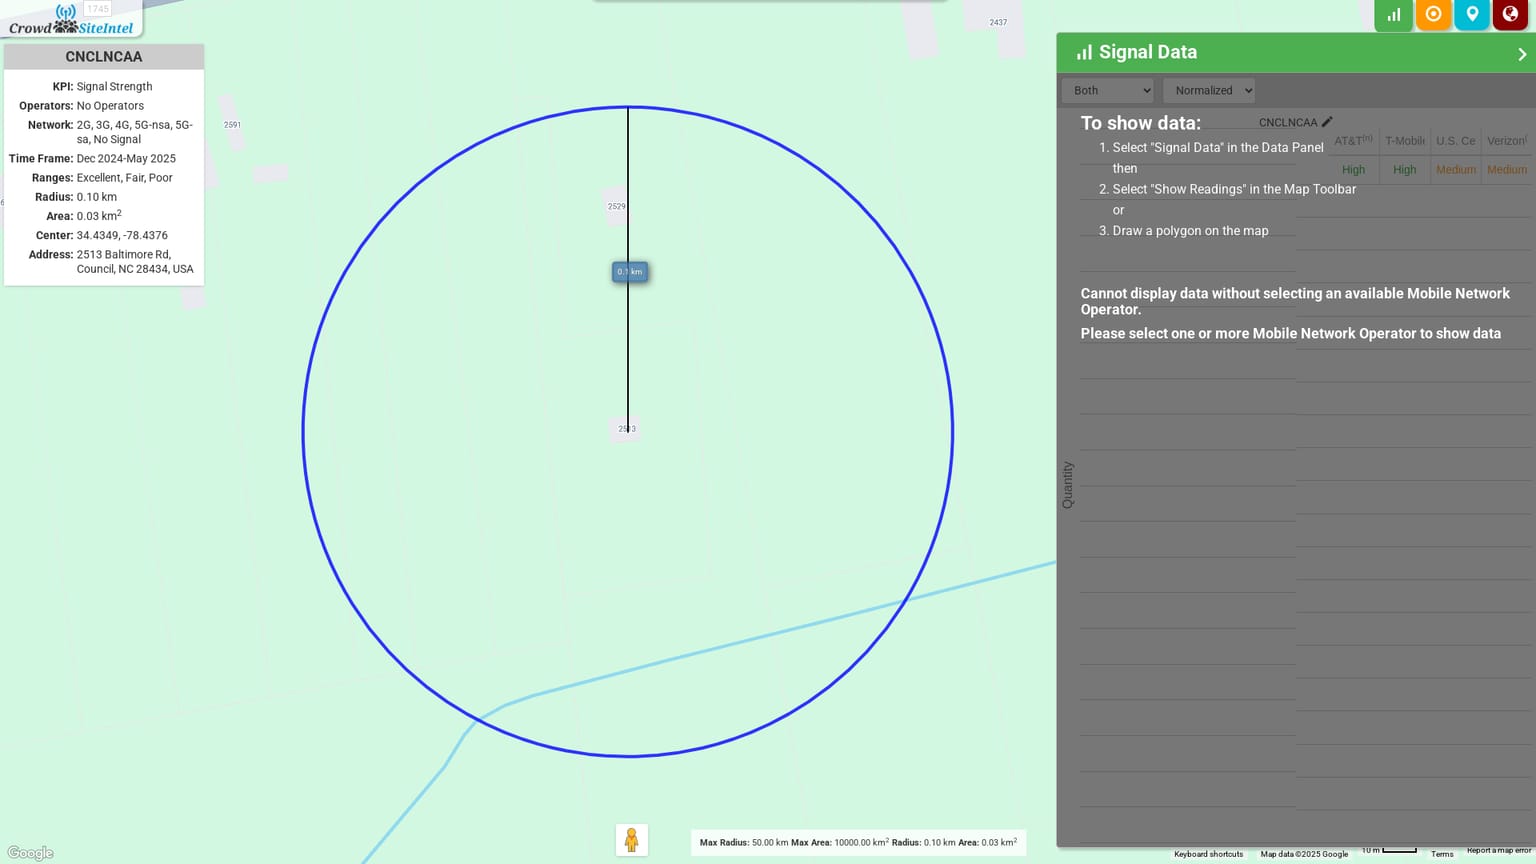 1745
Crowd SiteIntel
CNCLNCAA
KPI: Signal Strength
Operators: No Operators
Network: 2G, 3G, 4G, 5G-nsa, 5G-
sa, No Signal
Time Frame: Dec 2024-May 2025
Ranges: Excellent, Fair, Poor
Radius: 0.10 km
Area: 0.03 km²
Center: 34.4349, -78.4376
Address: 2513 Baltimore Rd,
Council, NC 28434, USA
2437
2591
2529
0.1 km
2513
Signal Data
Both
Normalized
To show data:
CNCLNCAA
1. Select "Signal Data" in the Data Panel
then
2. Select "Show Readings" in the Map Toolbar
or
3. Draw a polygon on the map
AT&T(n) T-Mobile U.S. Ce Verizon(
High High Medium Medium
Cannot display data without selecting an available Mobile Network
Operator.
Please select one or more Mobile Network Operator to show data
Quantity
Max Radius: 50.00 km Max Area: 10000.00 km² Radius: 0.10 km Area: 0.03 km²
Google
Keyboard shortcuts
Map data ©2025 Google
10 m
Terms
Report a map error